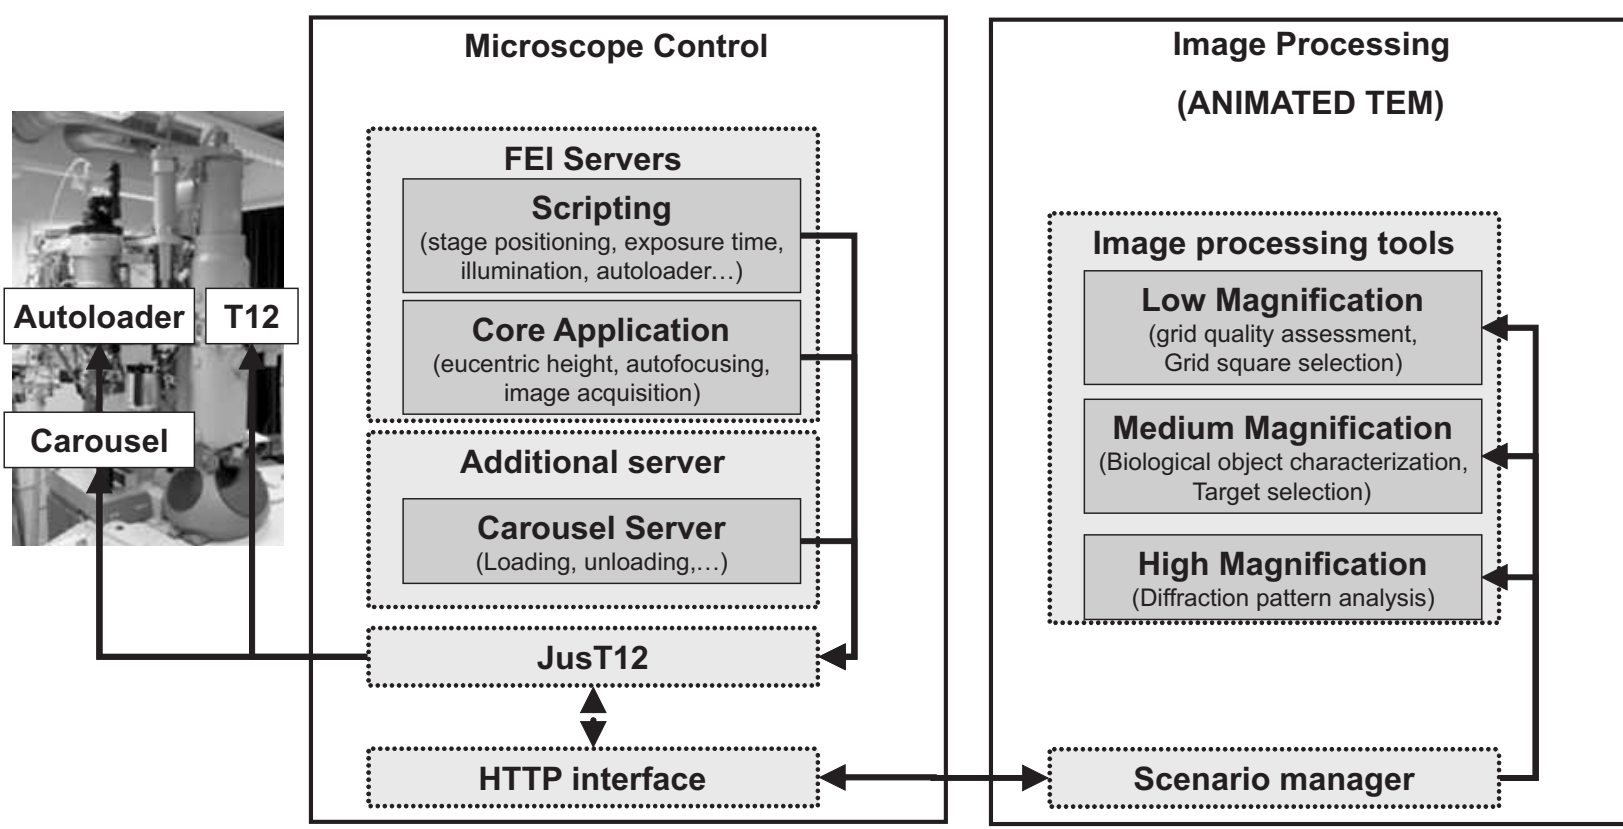 Microscope Control
FEI Servers
Scripting
(stage positioning, exposure time,
illumination, autoloader…)
Core Application
(eucentric height, autofocusing,
image acquisition)
Additional server
Carousel Server
(Loading, unloading,…)
JusT12
HTTP interface
Autoloader
T12
Carousel
Image Processing
(ANIMATED TEM)
Image processing tools
Low Magnification
(grid quality assessment,
Grid square selection)
Medium Magnification
(Biological object characterization,
Target selection)
High Magnification
(Diffraction pattern analysis)
Scenario manager